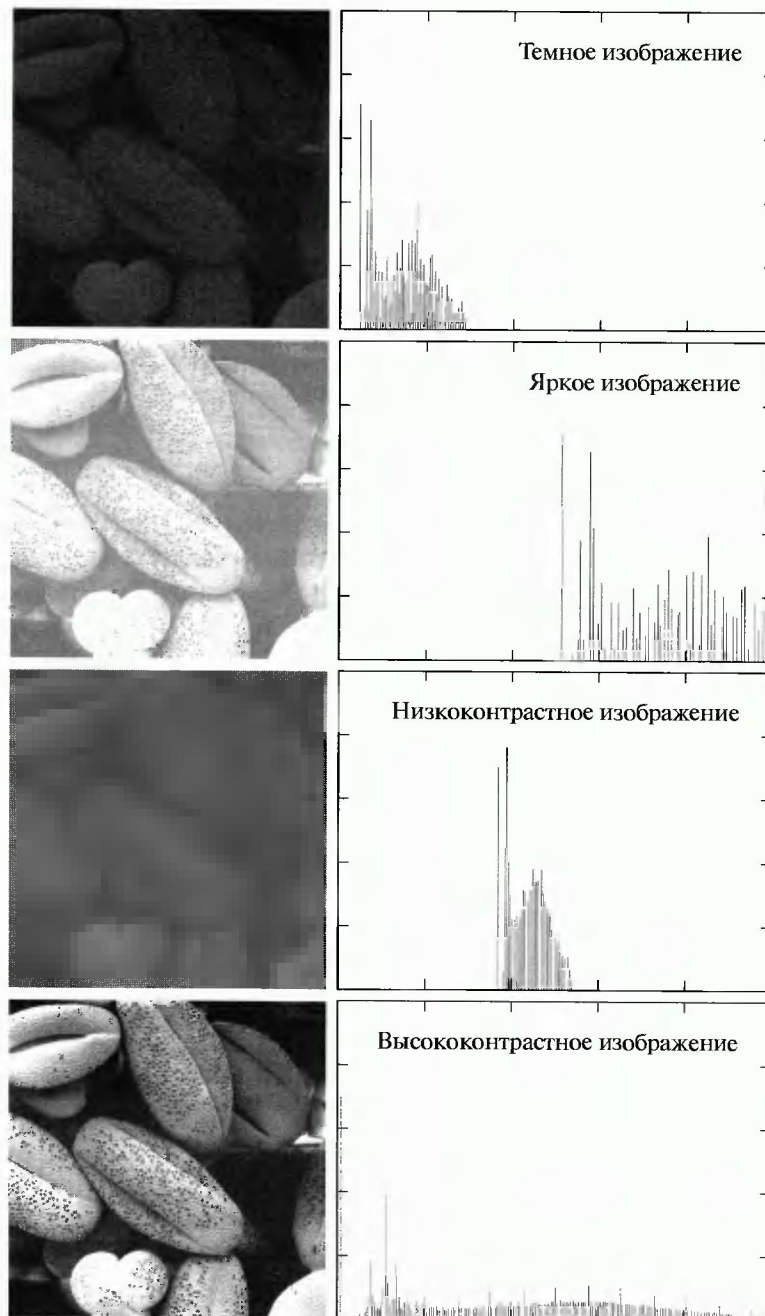 Темное изображение
Яркое изображение
Низкоконтрастное изображение
Высококонтрастное изображение